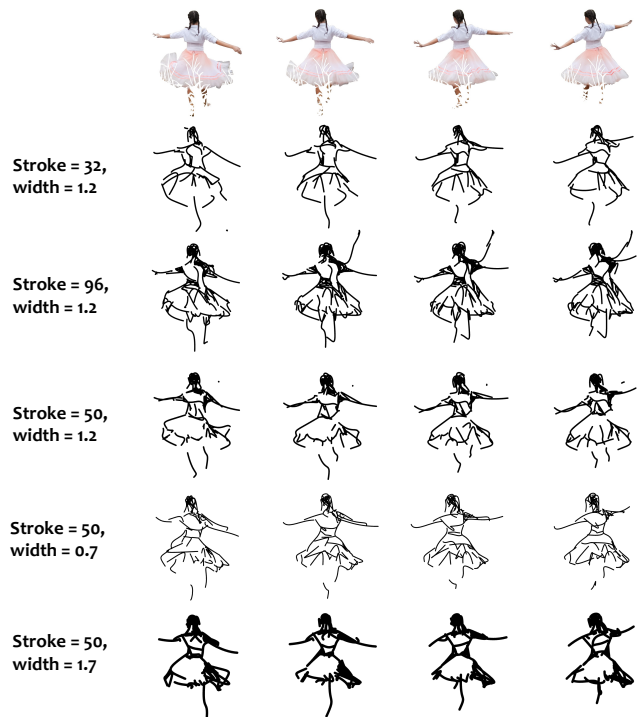 Stroke = 32,
width = 1.2
Stroke = 96,
width = 1.2
Stroke = 50,
width = 1.2
Stroke = 50,
width = 0.7
Stroke = 50,
width = 1.7